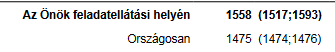 Az Önök feladatellátási helyén 1558 (1517;1593)
Országosan 1475 (1474;1476)